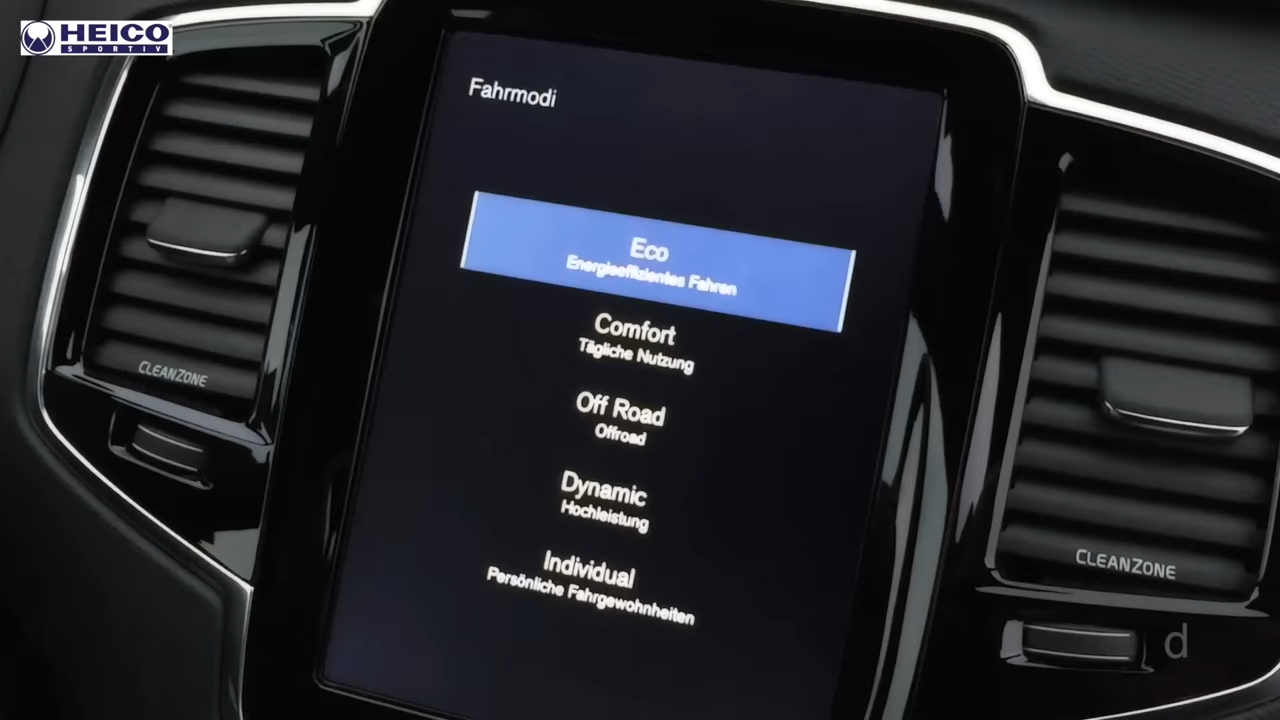 HEICO
SPORTIV
Fahrmodi
Eco
Energieeffizientes Fahren
Comfort
Tägliche Nutzung
Off Road
Offroad
Dynamic
Hochleistung
Individual
Persönliche Fahrgewohnheiten
CLEANZONE
CLEANZONE
d